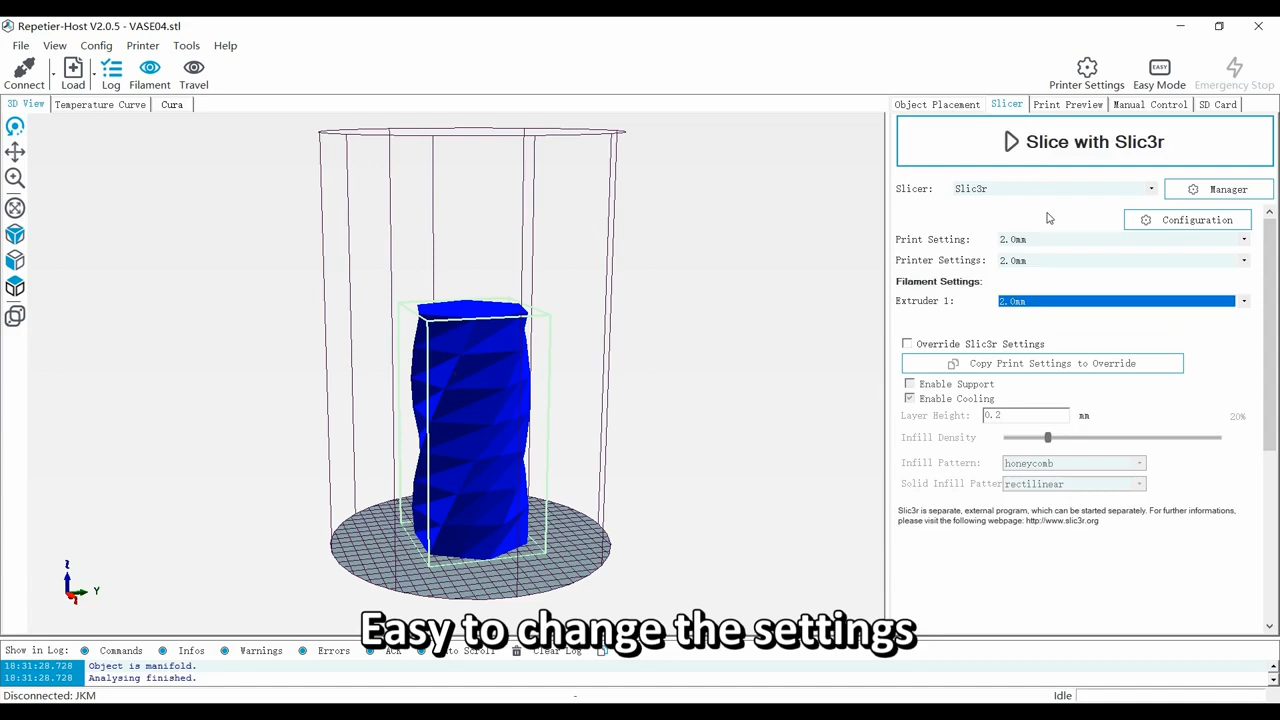 Repetier-Host V2.0.5 - VASE04.stl
File View Config Printer Tools Help
Connect Load Log Filament Travel Printer Settings Easy Mode Emergency Stop
EASY
3D View Temperature Curve Cura
Object Placement Slicer Print Preview Manual Control SD Card
Slice with Slic3r
Slicer: Slic3r Manager
Configuration
Print Setting: 2.0mm
Printer Settings: 2.0mm
Filament Settings:
Extruder 1: 2.0mm
Override Slic3r Settings
Copy Print Settings to Override
Enable Support
Enable Cooling
Layer Height: 0.2 mm 20%
Infill Density
Infill Pattern: honeycomb
Solid Infill Patter rectilinear
Slic3r is separate, external program, which can be started separately. For further informations,
please visit the following webpage: http://www.slic3r.org
Z
Y
Easy to change the settings
Show in Log: Commands Infos Warnings Errors ACK Auto Scroll Clear Log
18:31:28.728 Object is manifold.
18:31:28.728 Analysing finished.
Disconnected: JKM - Idle